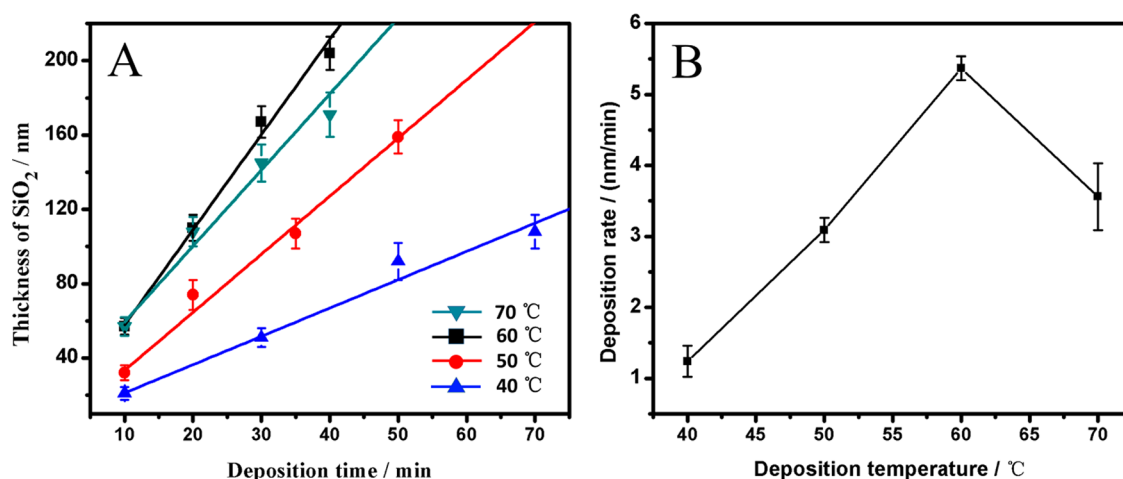 A
Thickness of SiO₂ / nm
200
160
120
80
40
70 ℃
60 ℃
50 ℃
40 ℃
10 20 30 40 50 60 70
Deposition time / min
B
Deposition rate / (nm/min)
6
5
4
3
2
1
40 45 50 55 60 65 70
Deposition temperature / ℃